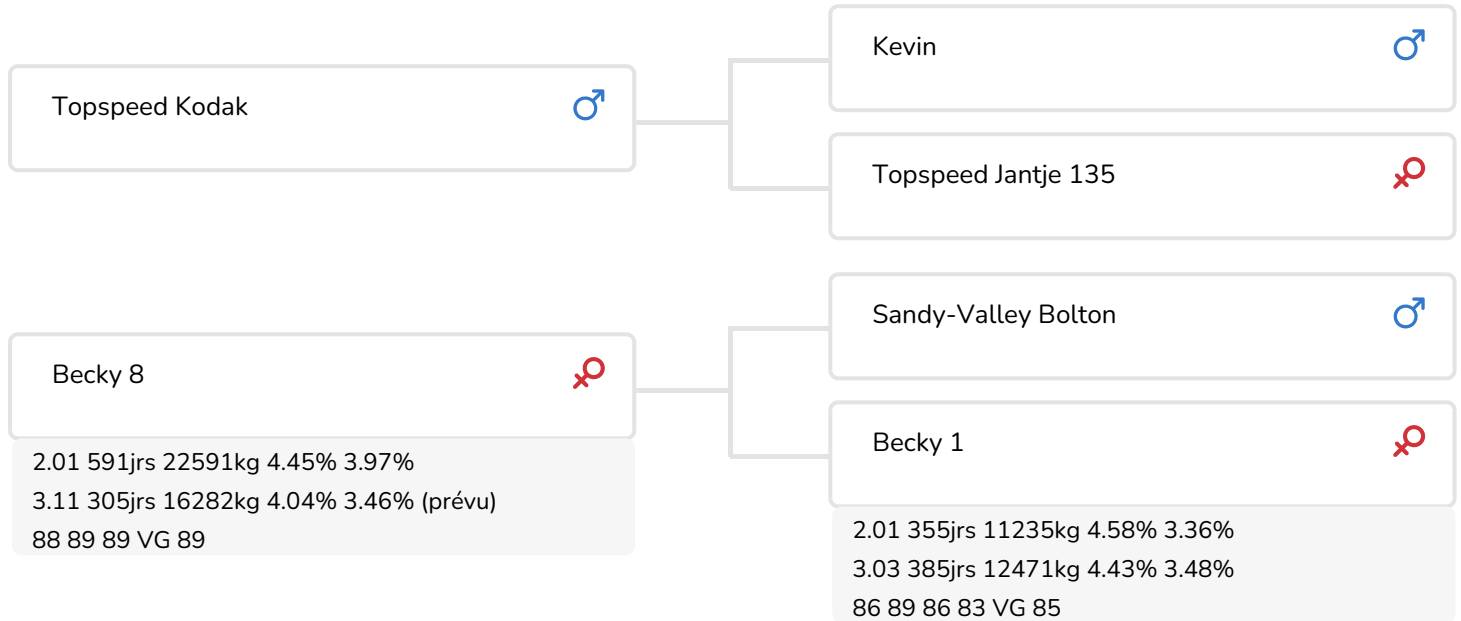 Topspeed Kodak
Kevin
Topspeed Jantje 135
Becky 8
2.01 591jrs 22591kg 4.45% 3.97%
3.11 305jrs 16282kg 4.04% 3.46% (prévu)
88 89 89 VG 89
Sandy-Valley Bolton
Becky 1
2.01 355jrs 11235kg 4.58% 3.36%
3.03 385jrs 12471kg 4.43% 3.48%
86 89 86 83 VG 85